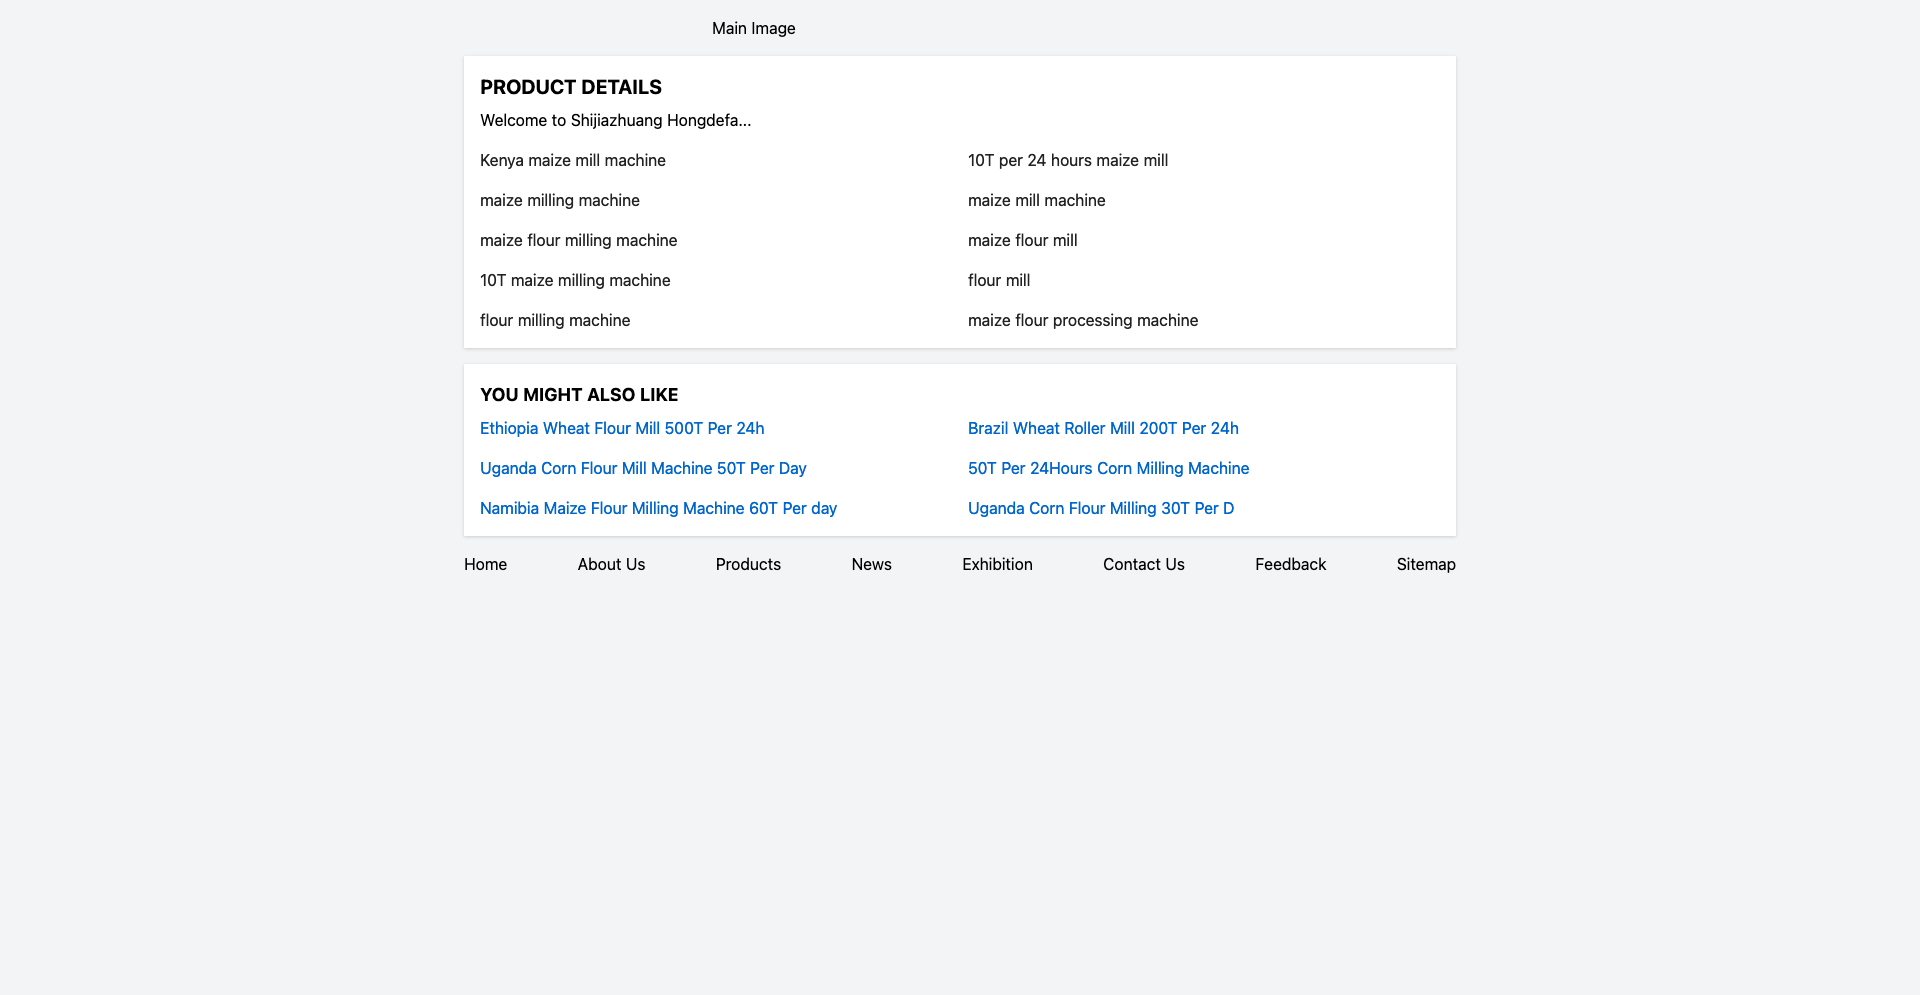 Main Image
PRODUCT DETAILS
Welcome to Shijiazhuang Hongdefa...
Kenya maize mill machine
10T per 24 hours maize mill
maize milling machine
maize mill machine
maize flour milling machine
maize flour mill
10T maize milling machine
flour mill
flour milling machine
maize flour processing machine
YOU MIGHT ALSO LIKE
Ethiopia Wheat Flour Mill 500T Per 24h
Brazil Wheat Roller Mill 200T Per 24h
Uganda Corn Flour Mill Machine 50T Per Day
50T Per 24Hours Corn Milling Machine
Namibia Maize Flour Milling Machine 60T Per day
Uganda Corn Flour Milling 30T Per D
Home About Us Products News Exhibition Contact Us Feedback Sitemap